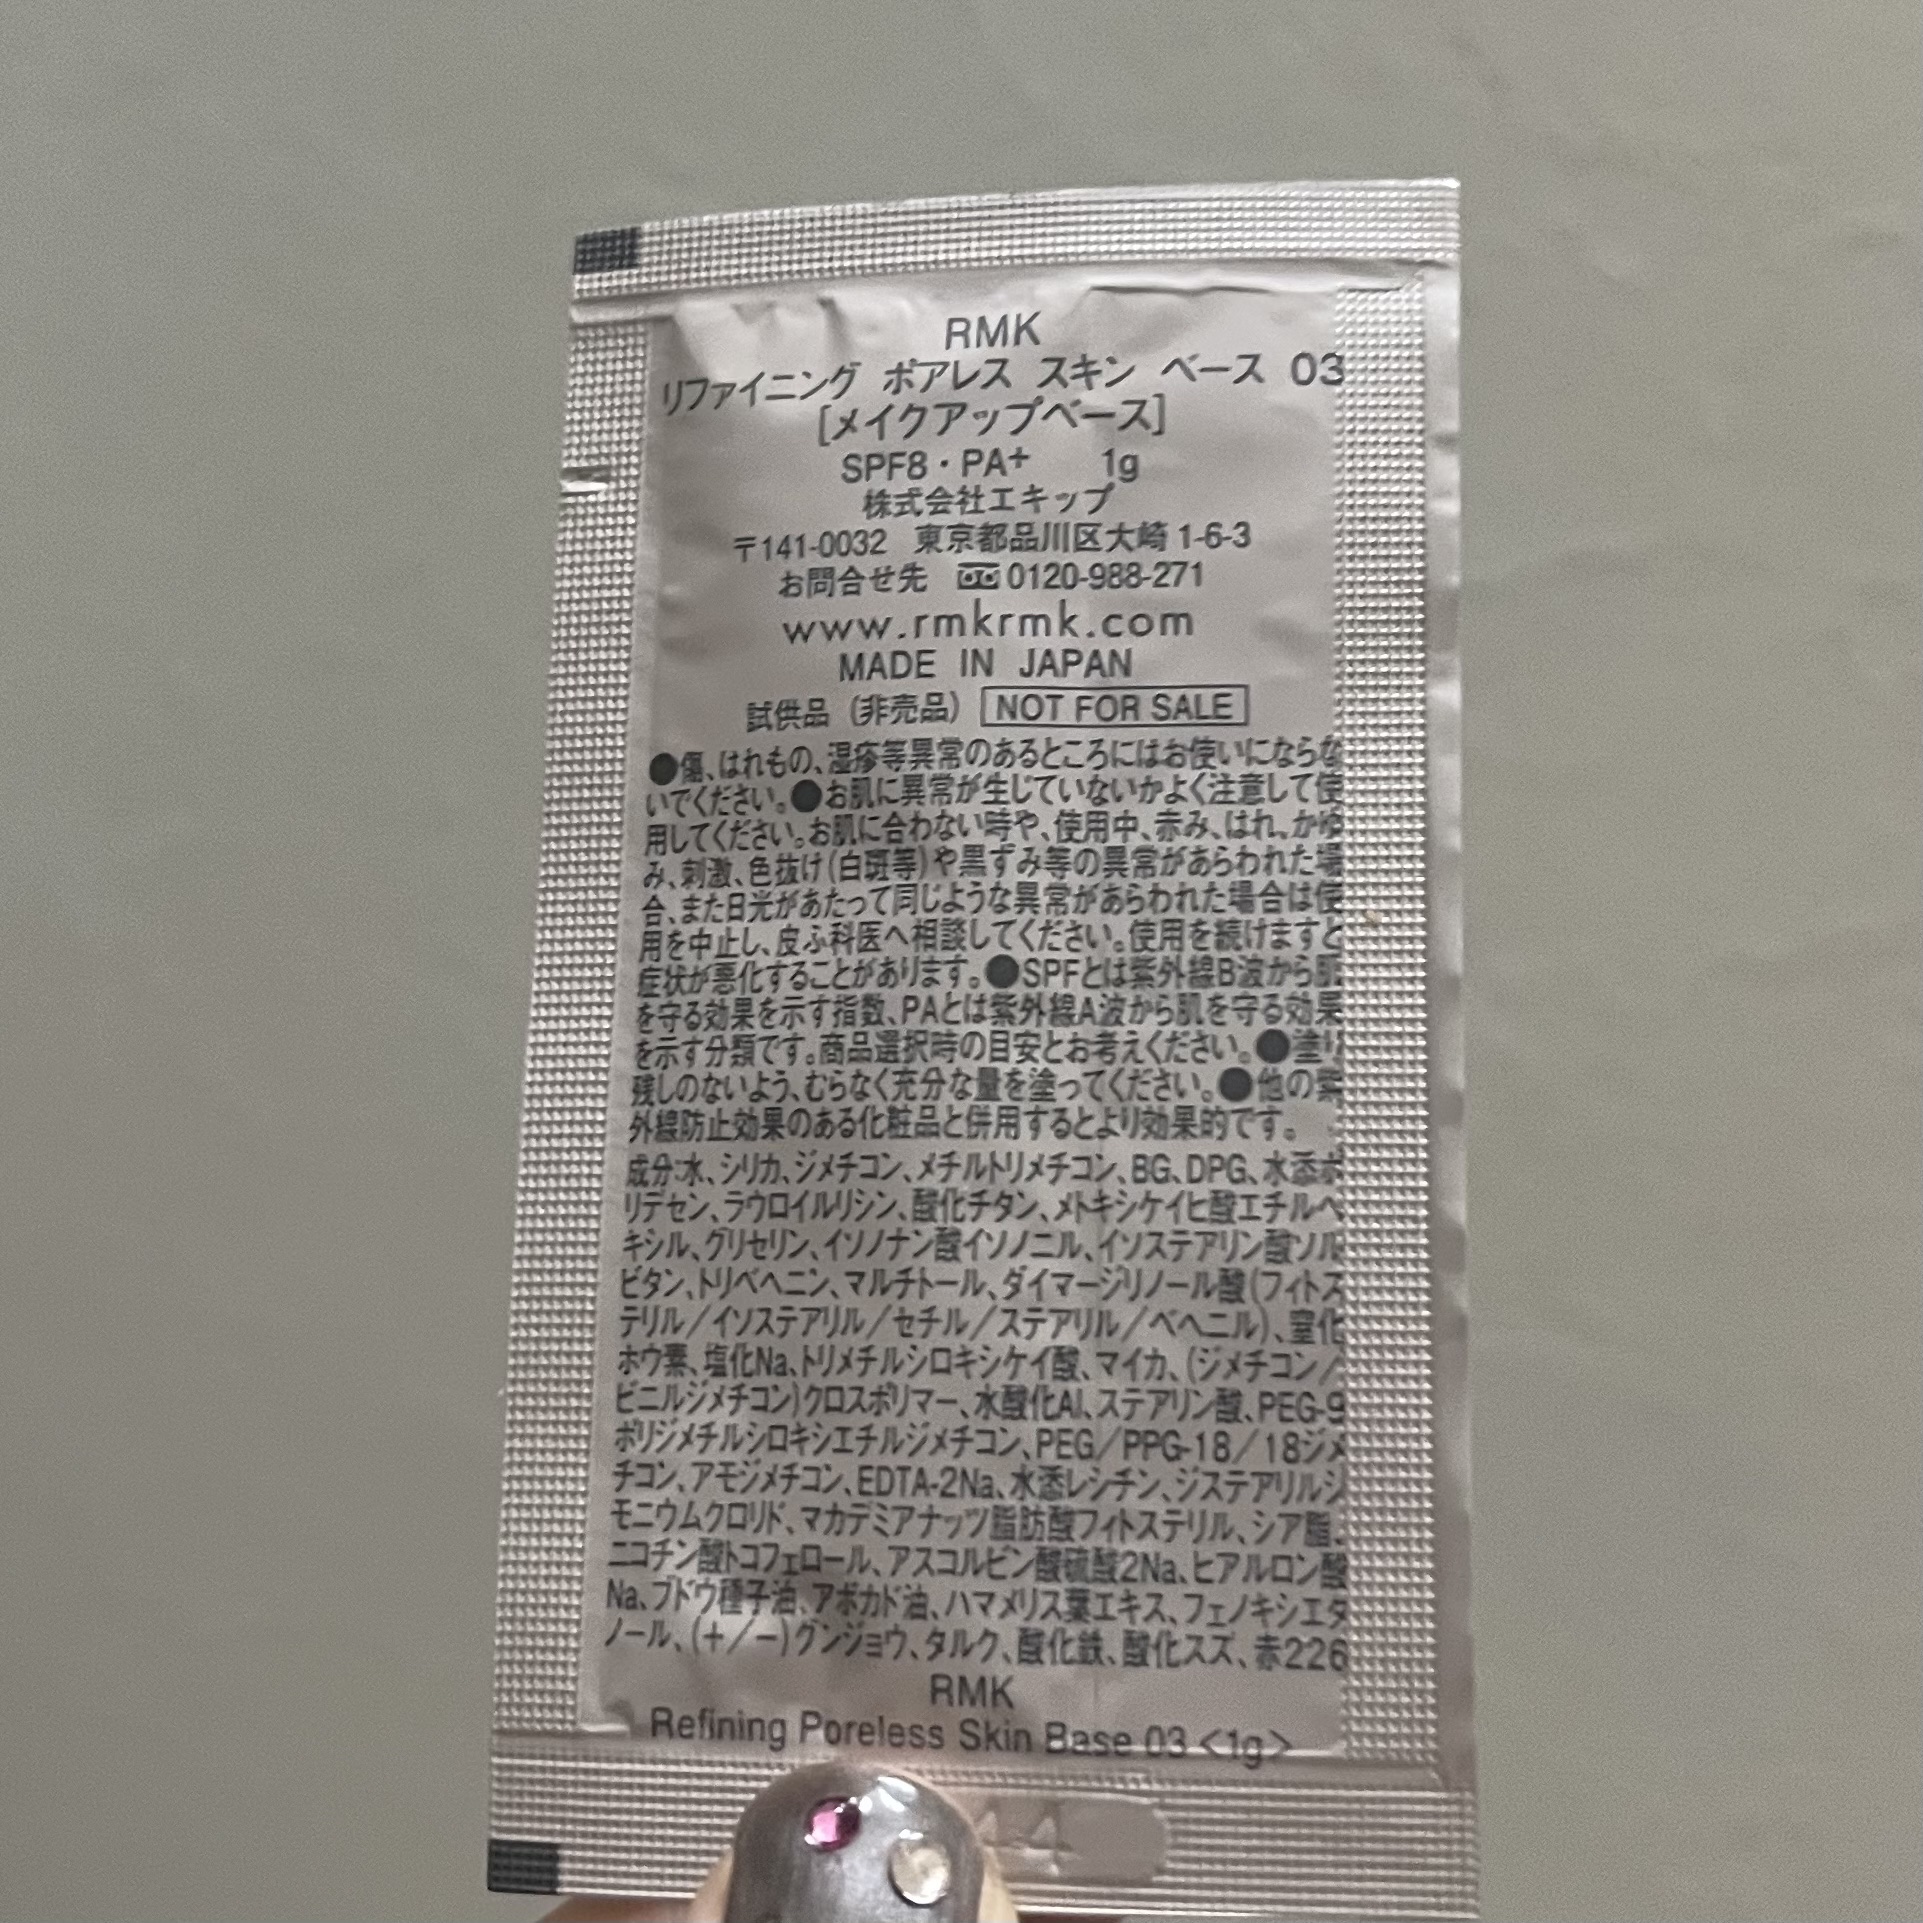 RMK
リファイニング ポアレス スキン ベース 03
[メイクアップベース]
SPF8・PA+ 1g
株式会社エキップ
〒141-0032 東京都品川区大崎1-6-3
お問合せ先 0120-988-271
www.rmkrmk.com
MADE IN JAPAN
試供品（非売品） NOT FOR SALE
●傷、はれもの、湿疹等異常のあるところにはお使いにならな
いでください。●お肌に異常が生じていないかよく注意して使
用してください。お肌に合わない時や、使用中、赤み、はれ、かゆ
み、刺激、色抜け(白斑等)や黒ずみ等の異常があらわれた場
合、また日光があたって同じような異常があらわれた場合は使
用を中止し、皮ふ科医へ相談してください。使用を続けますと
症状が悪化することがあります。●SPFとは紫外線B波から肌
を守る効果を示す指数、PAとは紫外線A波から肌を守る効果
を示す分類です。商品選択時の目安とお考えください。●塗り
残しのないよう、むらなく充分な量を塗ってください。●他の紫
外線防止効果のある化粧品と併用するとより効果的です。
成分:水、シリカ、ジメチコン、メチルトリメチコン、BG、DPG、水添ポ
リデセン、ラウロイルリシン、酸化チタン、メトキシケイヒ酸エチルヘ
キシル、グリセリン、イソノナン酸イソノニル、イソステアリン酸ソル
ビタン、トリベヘニン、マルチトール、ダイマージリノール酸(フィトス
テリル/イソステアリル/セチル/ステアリル/ベヘニル)、窒化
ホウ素、塩化Na、トリメチルシロキシケイ酸、マイカ、(ジメチコン/
ビニルジメチコン)クロスポリマー、水酸化Al、ステアリン酸、PEG-9
ポリジメチルシロキシエチルジメチコン、PEG/PPG-18/18ジメ
チコン、アモジメチコン、EDTA-2Na、水添レシチン、ジステアリルジ
モニウムクロリド、マカデミアナッツ脂肪酸フィトステリル、シア脂、
ニコチン酸トコフェロール、アスコルビン酸硫酸2Na、ヒアルロン酸
Na、ブドウ種子油、アボカド油、ハマメリス葉エキス、フェノキシエタ
ノール、(+/−)グンジョウ、タルク、酸化鉄、酸化スズ、赤226
RMK
Refining Poreless Skin Base 03 <1g>